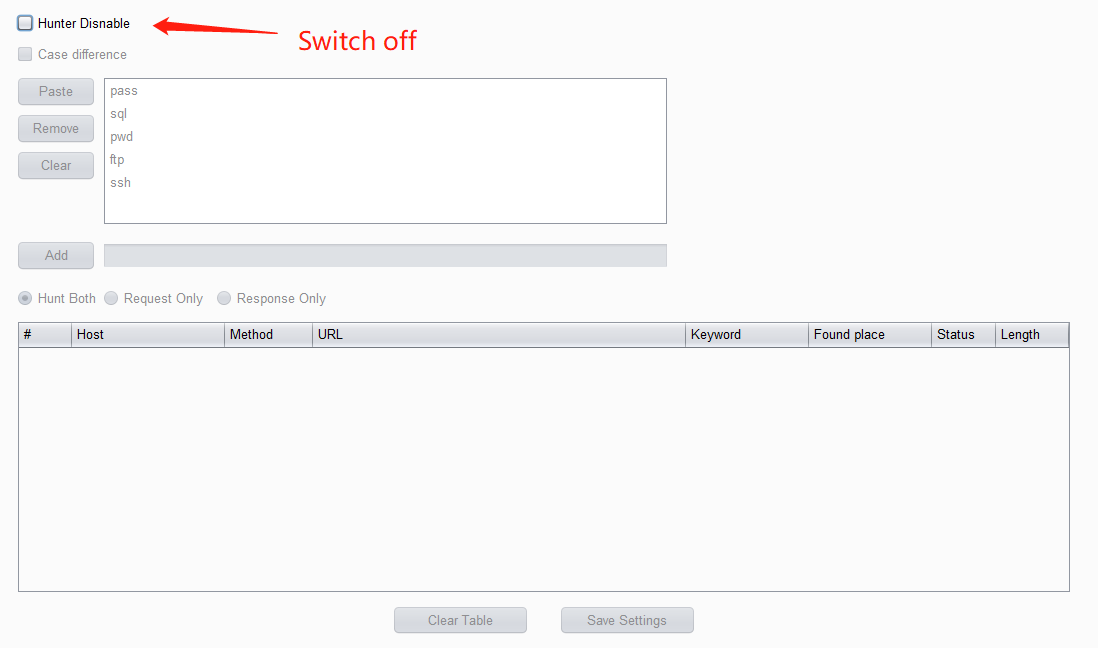 Hunter Disnable
Switch off
Case difference
Paste
pass
sql
Remove
pwd
ftp
Clear
ssh
Add
Hunt Both Request Only Response Only
# Host Method URL Keyword Found place Status Length
Clear Table Save Settings